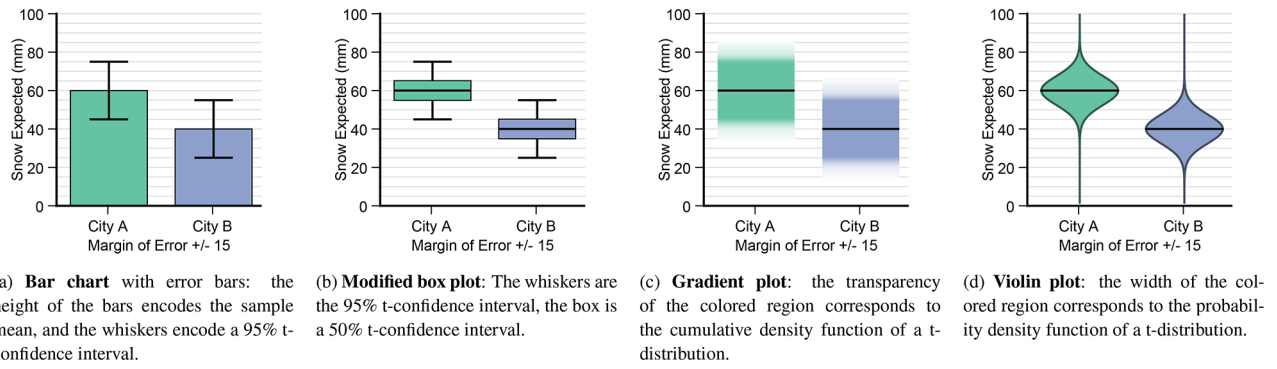 100
80
60
40
20
0
Snow Expected (mm)
City A
City B
Margin of Error +/- 15
100
80
60
40
20
0
Snow Expected (mm)
City A
City B
Margin of Error +/- 15
100
80
60
40
20
0
Snow Expected (mm)
City A
City B
Margin of Error +/- 15
100
80
60
40
20
0
Snow Expected (mm)
City A
City B
Margin of Error +/- 15
a) Bar chart with error bars: the
height of the bars encodes the sample
mean, and the whiskers encode a 95% t-
confidence interval.
(b) Modified box plot: The whiskers are
the 95% t-confidence interval, the box is
a 50% t-confidence interval.
(c) Gradient plot: the transparency
of the colored region corresponds to
the cumulative density function of a t-
distribution.
(d) Violin plot: the width of the col-
ored region corresponds to the probabil-
ity density function of a t-distribution.